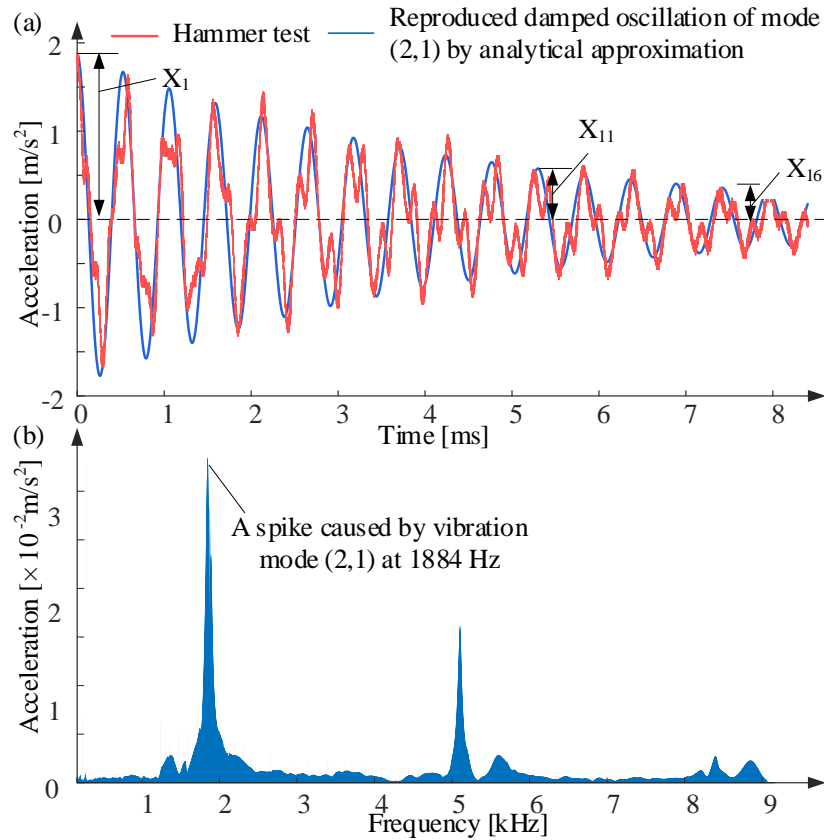 (a)
Hammer test
Reproduced damped oscillation of mode
(2,1) by analytical approximation
X1
X11
X16
Acceleration [m/s²]
2
1
0
-1
-2
0 1 2 3 4 5 6 7 8
Time [ms]
(b)
A spike caused by vibration
mode (2,1) at 1884 Hz
Acceleration [× 10⁻²m/s²]
3
2
1
0
1 2 3 4 5 6 7 8 9
Frequency [kHz]